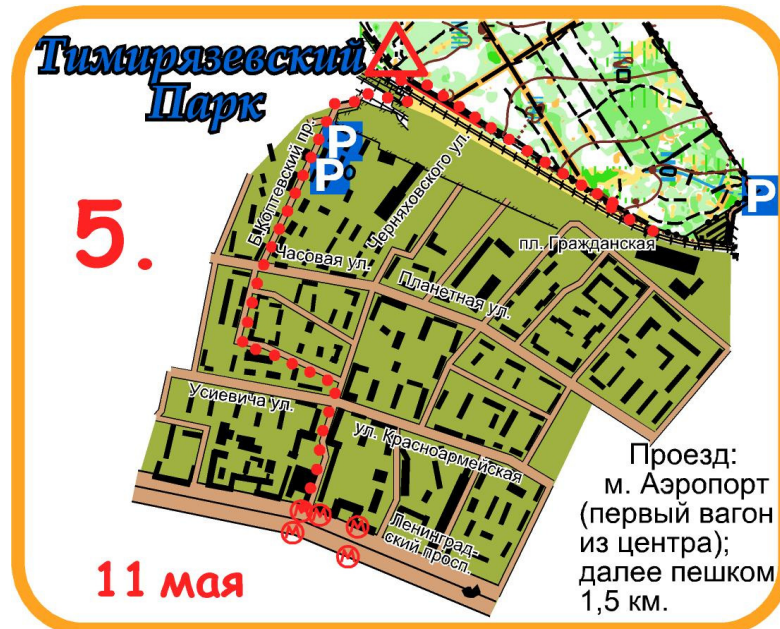 Тимирязевский
Парк
P
P
P
5.
Б.Коптевский пр.
Черняховского ул.
Часовая ул.
пл. Гражданская
Планетная ул.
Усиевича ул.
ул. Красноармейская
Ленинград-
ский просп.
М
М
М
М
М
Проезд:
м. Аэропорт
(первый вагон
из центра);
далее пешком
1,5 км.
11 мая